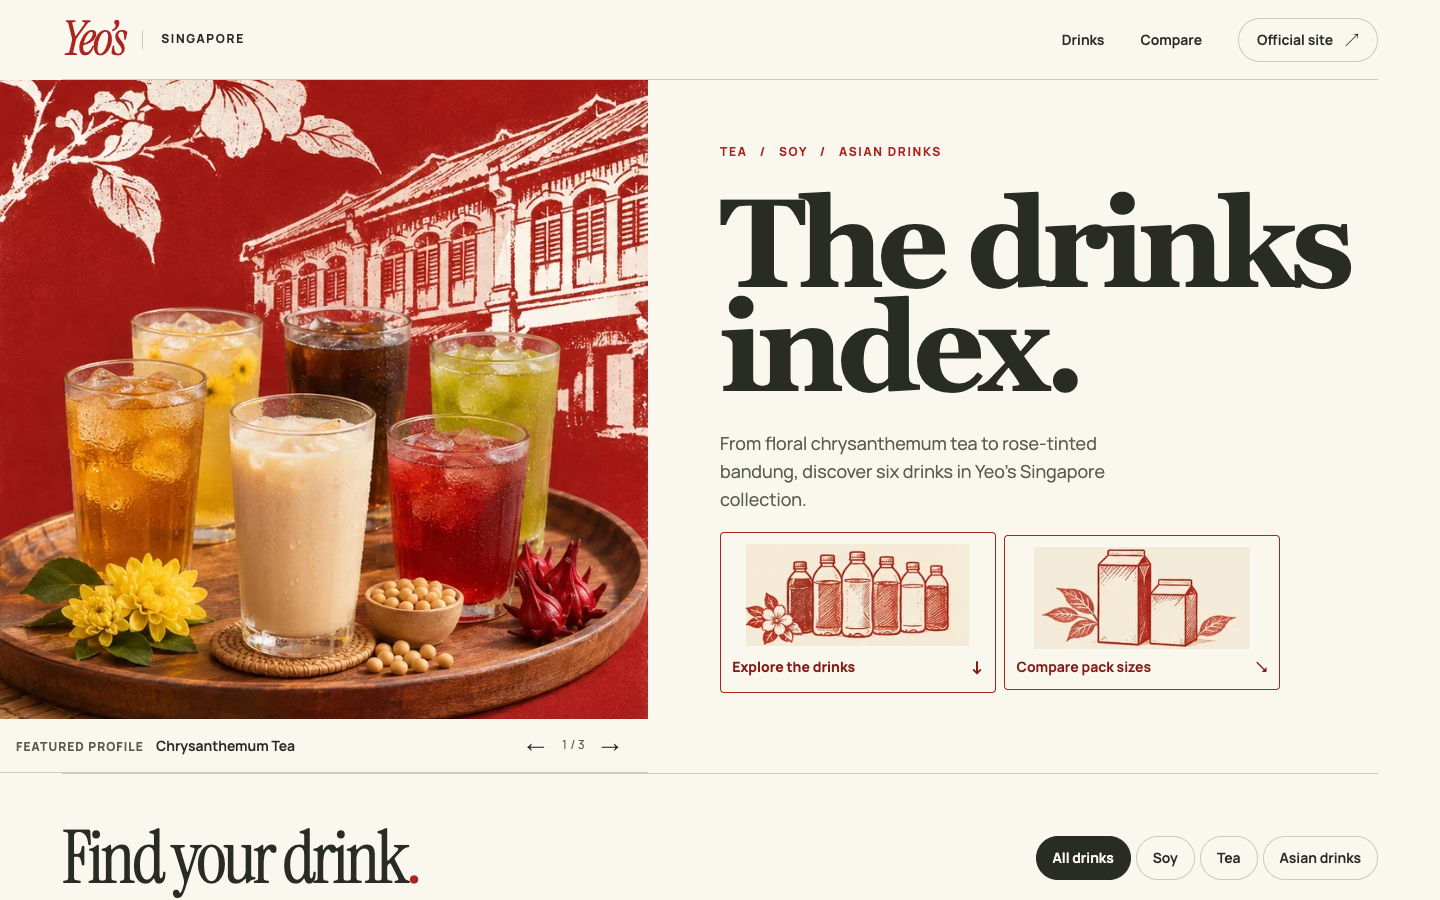 Yeo's
SINGAPORE
Drinks
Compare
Official site ↗
TEA / SOY / ASIAN DRINKS
The drinks
index.
From floral chrysanthemum tea to rose-tinted
bandung, discover six drinks in Yeo's Singapore
collection.
Explore the drinks ↓
Compare pack sizes ↘
FEATURED PROFILE Chrysanthemum Tea
← 1 / 3 →
Find your drink.
All drinks
Soy
Tea
Asian drinks